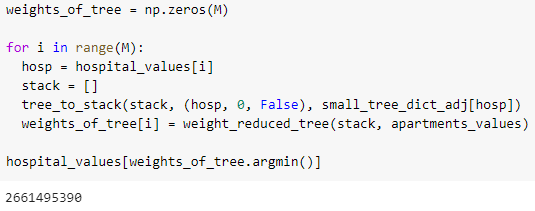 weights_of_tree = np.zeros(M)
for i in range(M):
  hosp = hospital_values[i]
  stack = []
  tree_to_stack(stack, (hosp, 0, False), small_tree_dict_adj[hosp])
  weights_of_tree[i] = weight_reduced_tree(stack, apartments_values)
hospital_values[weights_of_tree.argmin()]
2661495390